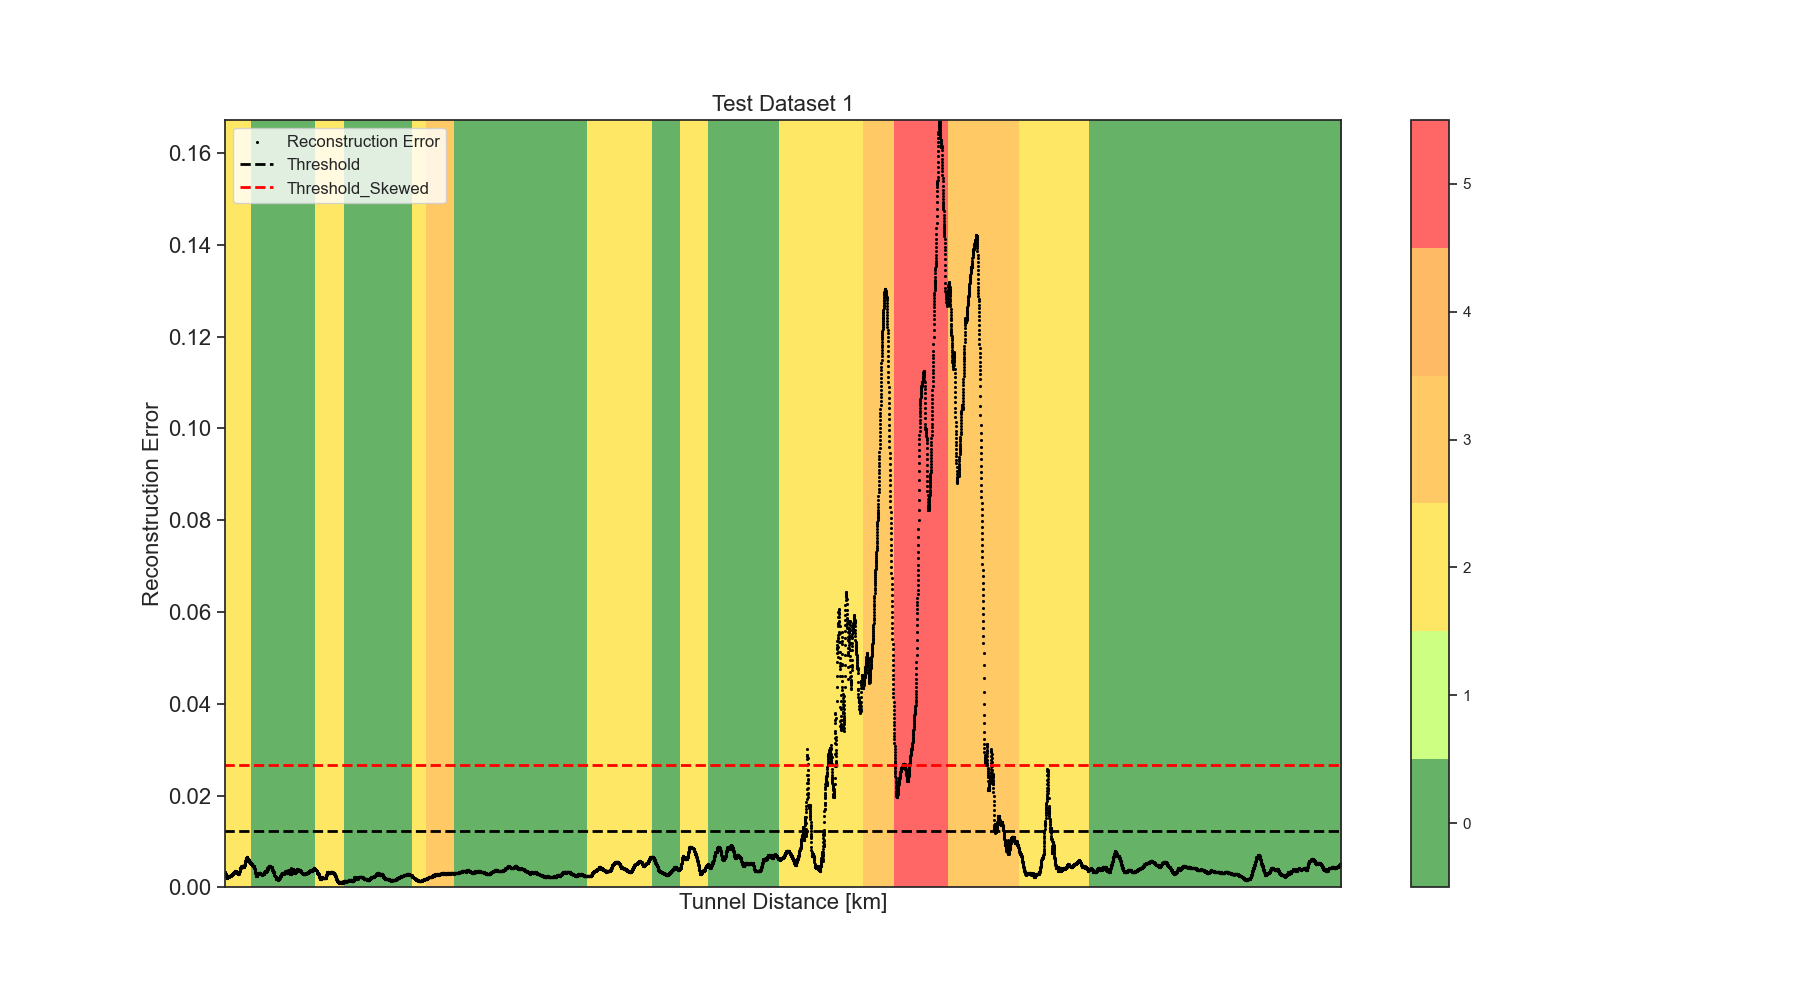 Test Dataset 1
Reconstruction Error
Threshold
Threshold_Skewed
0.16
0.14
0.12
0.10
0.08
0.06
0.04
0.02
0.00
Reconstruction Error
Tunnel Distance [km]
5
4
3
2
1
0